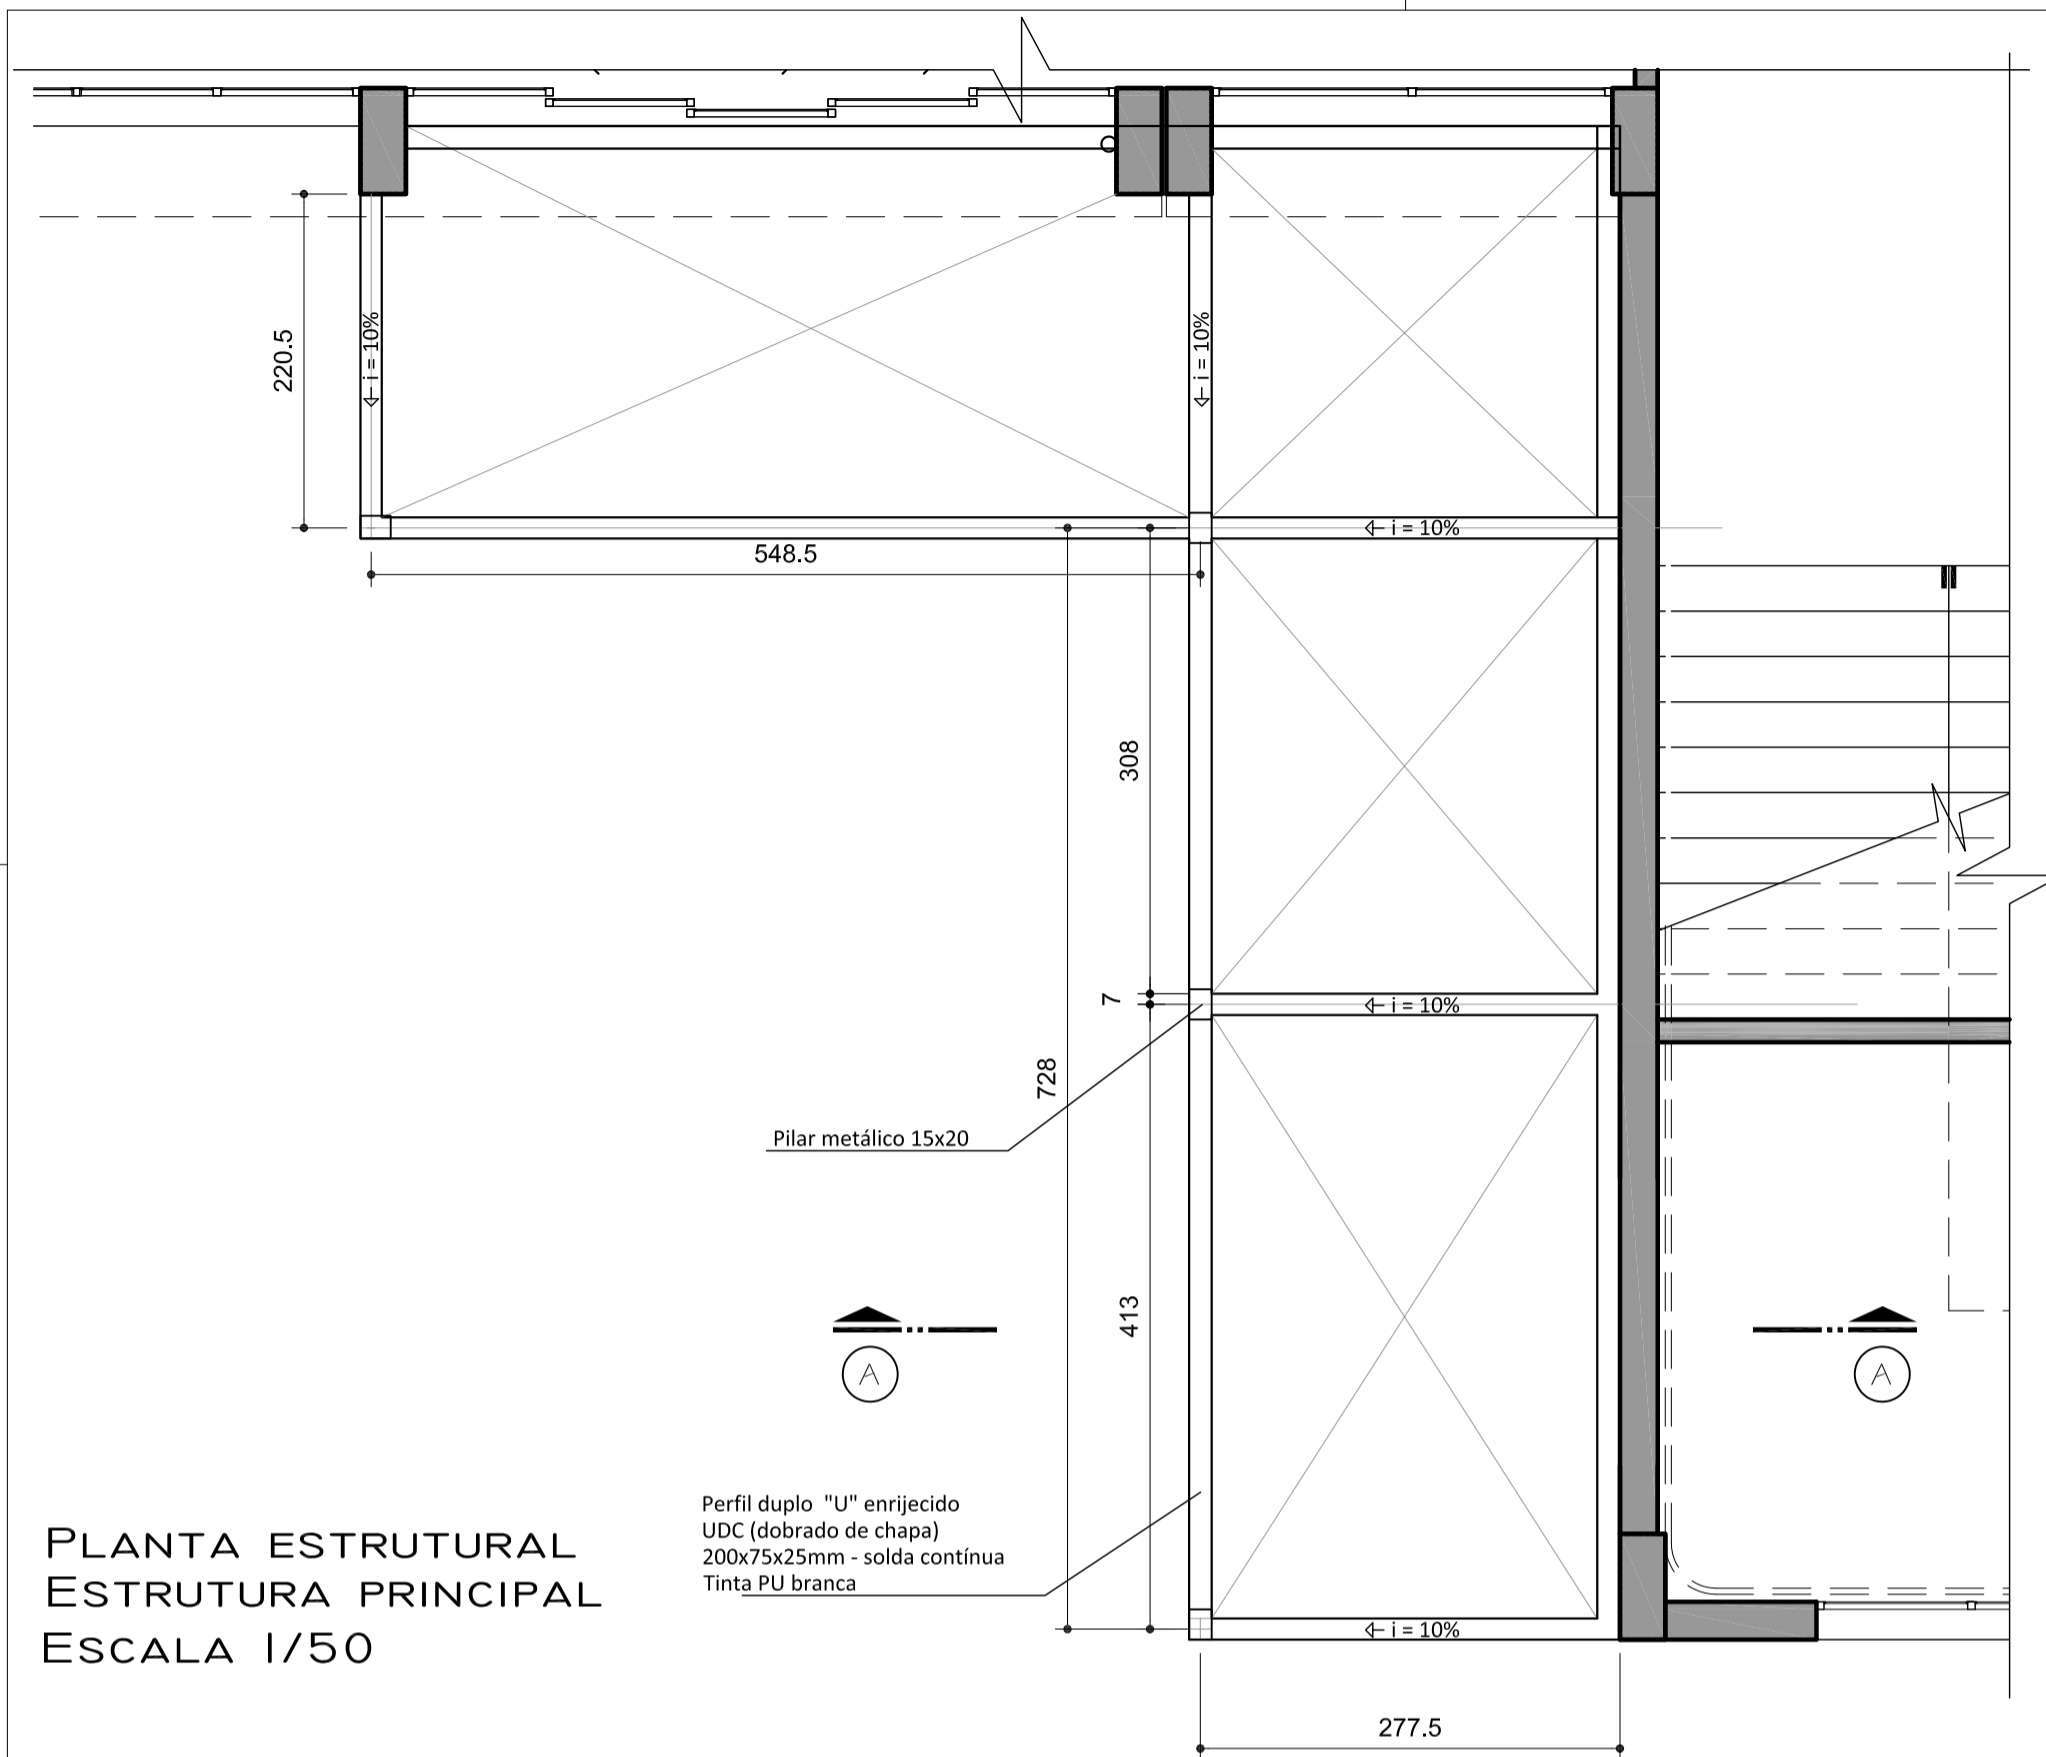 i = 10%
i = 10%
220.5
i = 10%
548.5
308
7
i = 10%
728
Pilar metálico 15x20
413
A
A
Perfil duplo "U" enrijecido
UDC (dobrado de chapa)
200x75x25mm - solda contínua
Tinta PU branca
PLANTA ESTRUTURAL
ESTRUTURA PRINCIPAL
ESCALA 1/50
i = 10%
277.5